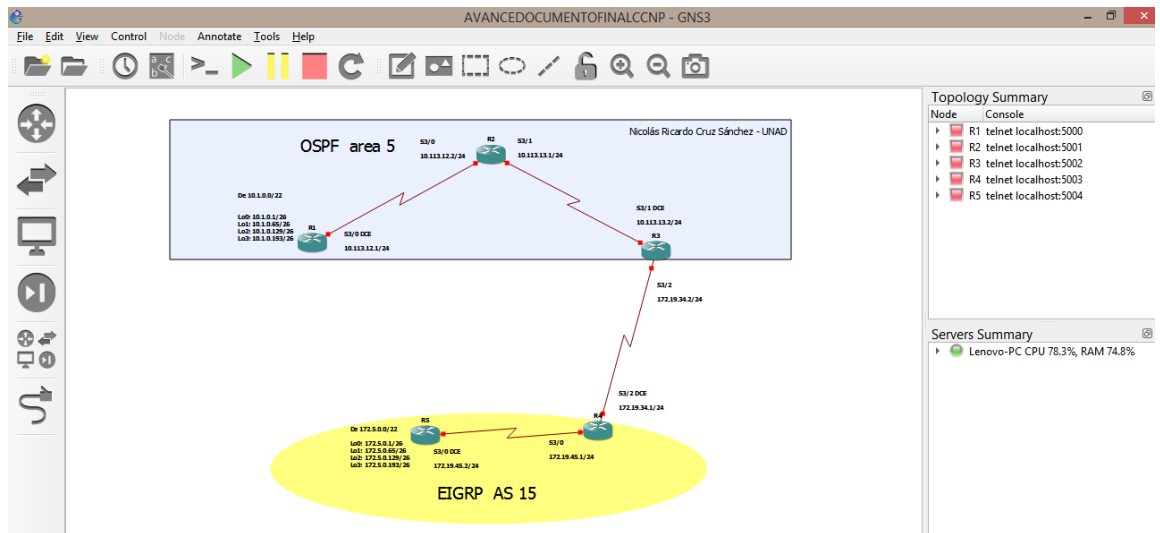 AVANCEDOCUMENTOFINALCCNP - GNS3
File Edit View Control Node Annotate Tools Help
Topology Summary
Node Console
R1 telnet localhost:5000
R2 telnet localhost:5001
R3 telnet localhost:5002
R4 telnet localhost:5003
R5 telnet localhost:5004
Servers Summary
Lenovo-PC CPU 78.3%, RAM 74.8%
OSPF area 5
Nicolás Ricardo Cruz Sánchez - UNAD
S3/0
10.113.12.2/24
R2
S3/1
10.113.13.1/24
De 10.1.0.0/22
Lo0: 10.1.0.1/26
Lo1: 10.1.0.65/26
Lo2: 10.1.0.129/26
Lo3: 10.1.0.193/26
R1
S3/0 DCE
10.113.12.1/24
S3/1 DCE
10.113.13.2/24
R3
S3/2
172.19.34.2/24
S3/2 DCE
172.19.34.1/24
R4
S3/0
172.19.45.1/24
R5
De 172.5.0.0/22
Lo0: 172.5.0.1/26
Lo1: 172.5.0.65/26
Lo2: 172.5.0.129/26
Lo3: 172.5.0.193/26
S3/0 DCE
172.19.45.2/24
EIGRP AS 15